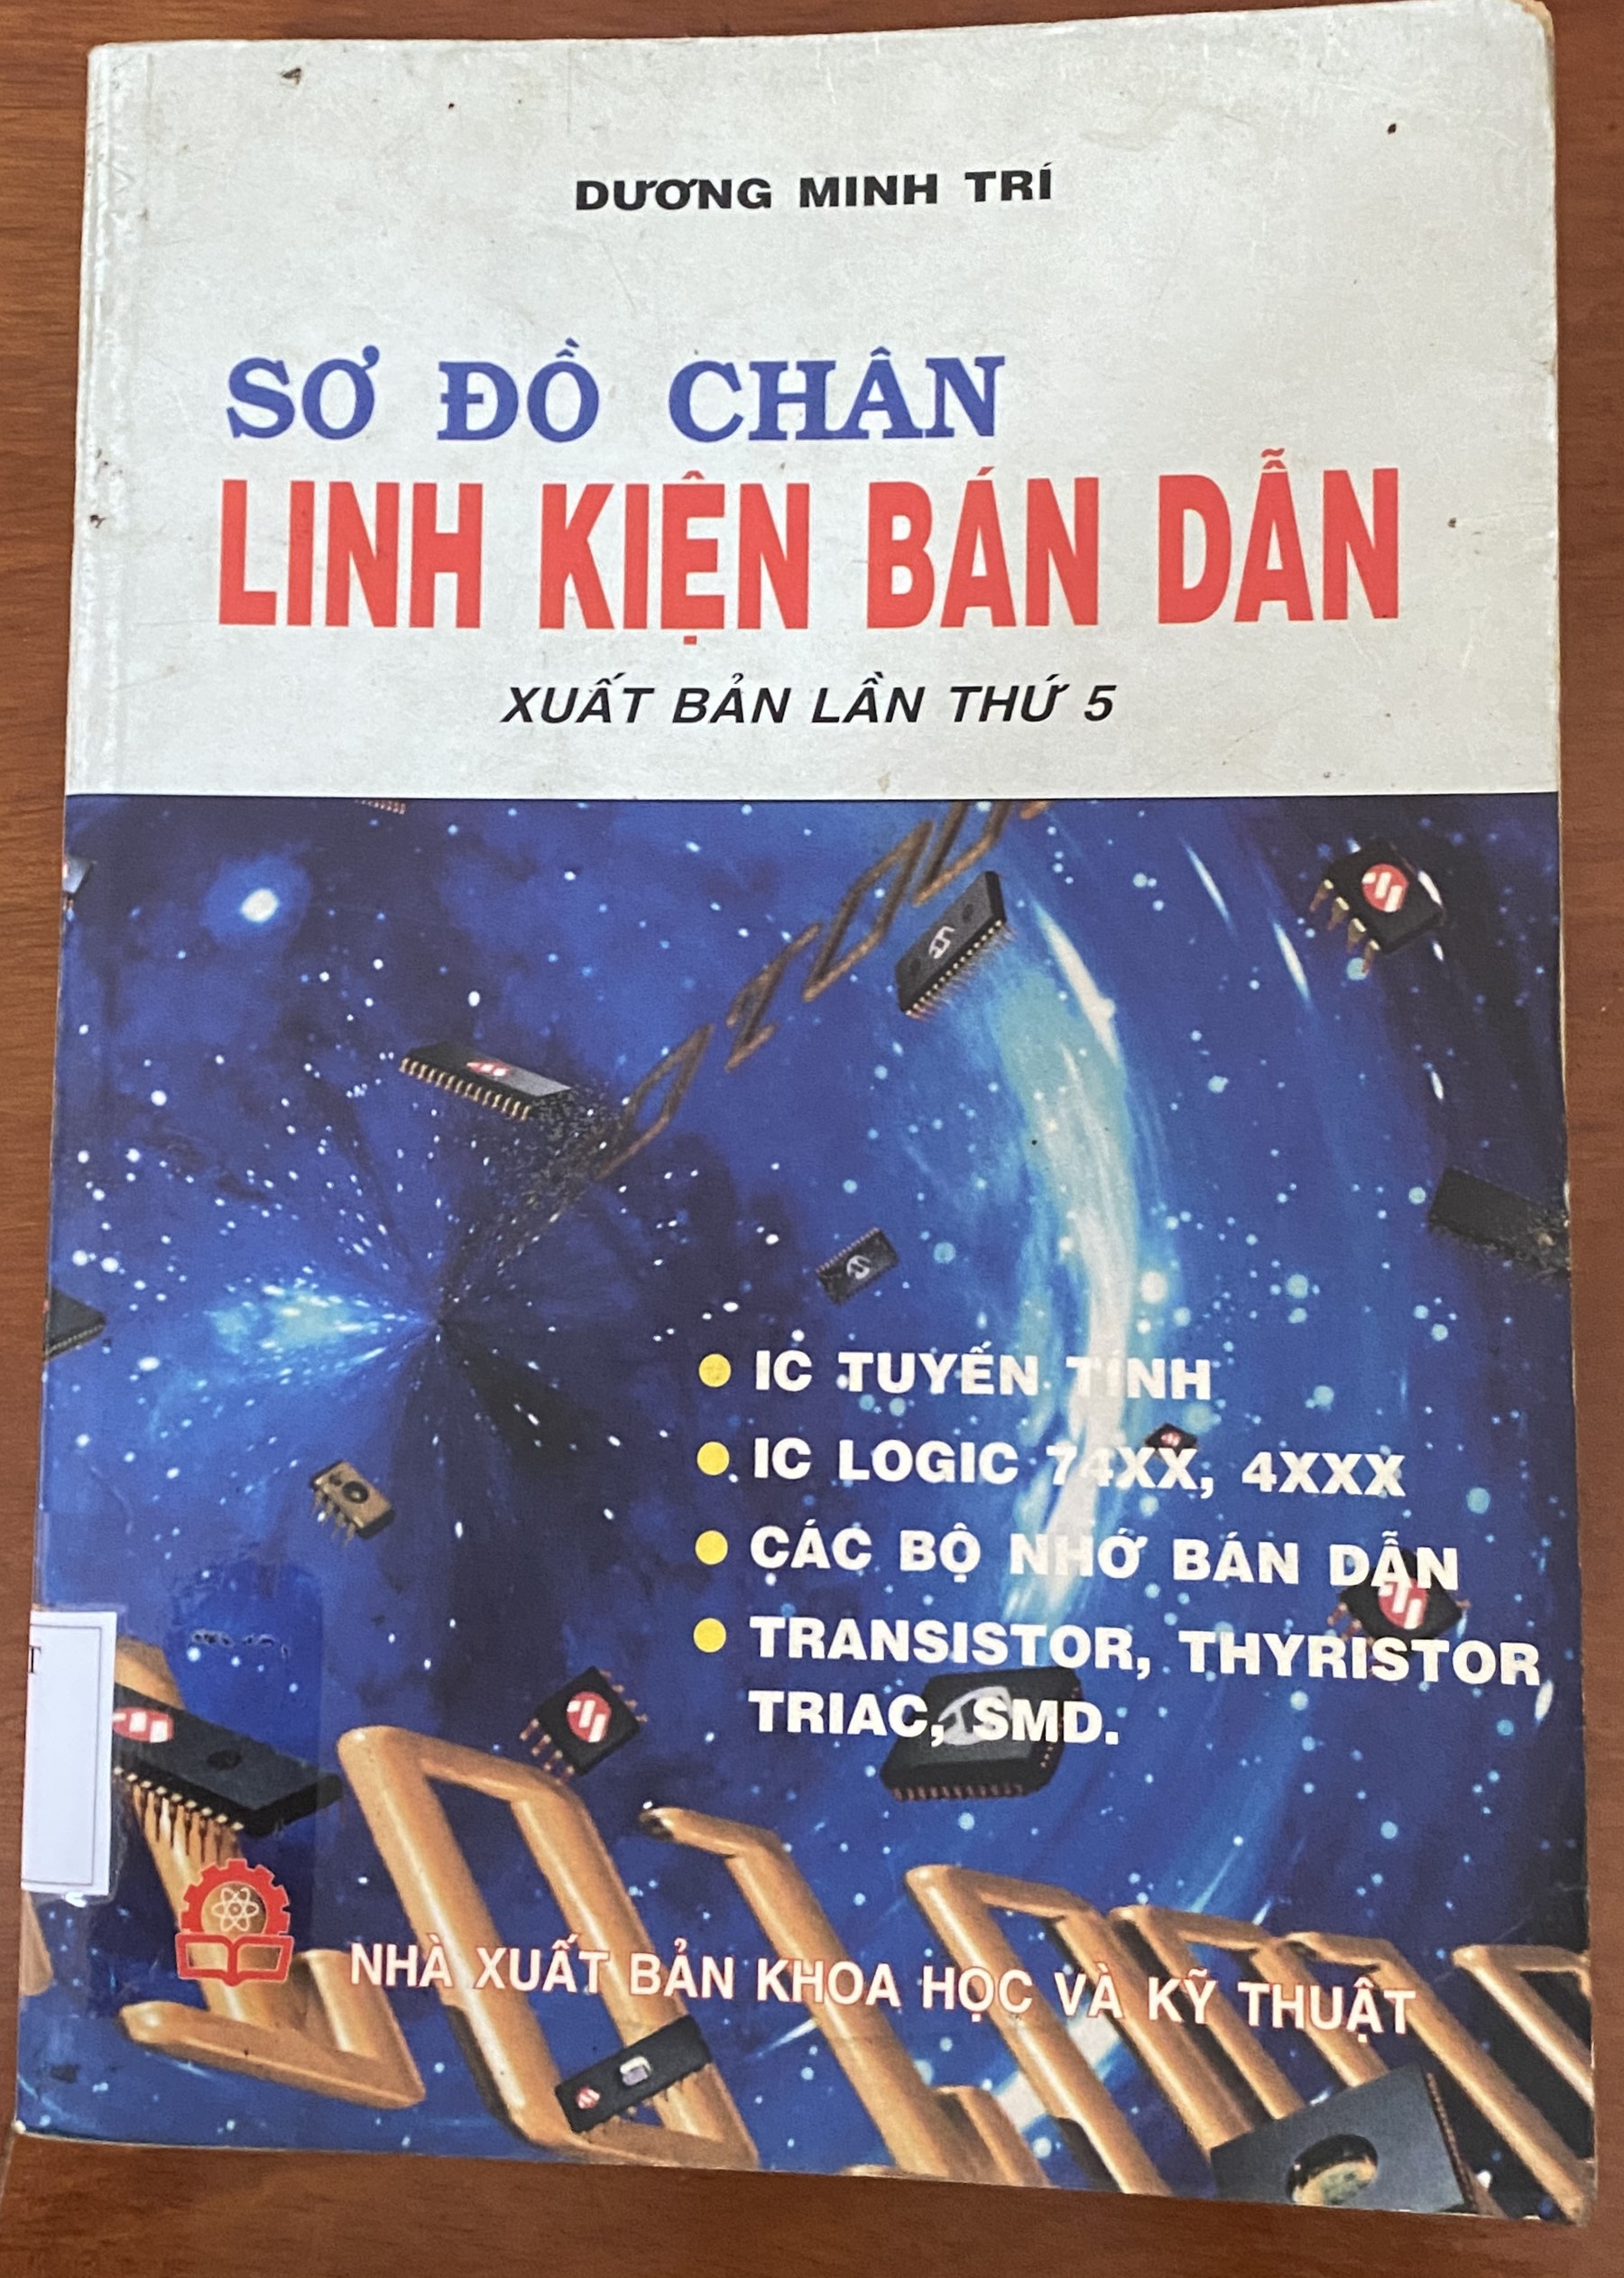 DƯƠNG MINH TRÍ
SƠ ĐỒ CHÂN
LINH KIỆN BÁN DẪN
XUẤT BẢN LẦN THỨ 5
IC TUYẾN TÍNH
IC LOGIC 74XX, 4XXX
CÁC BỘ NHỚ BÁN DẪN
TRANSISTOR, THYRISTOR
TRIAC, SMD.
T
NHÀ XUẤT BẢN KHOA HỌC VÀ KỸ THUẬT